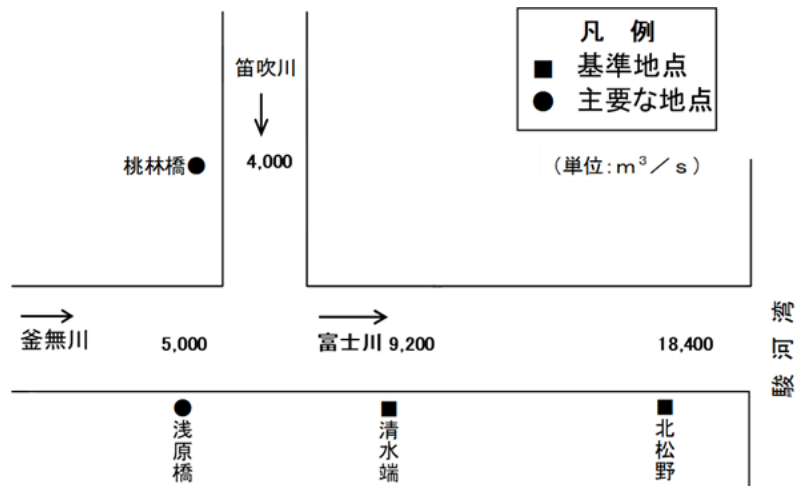 凡 例
■ 基準地点
● 主要な地点
笛吹川
桃林橋●
4,000
(単位:m³/s)
釜無川
5,000
富士川 9,200
18,400
駿河湾
浅原橋
清水端
北松野